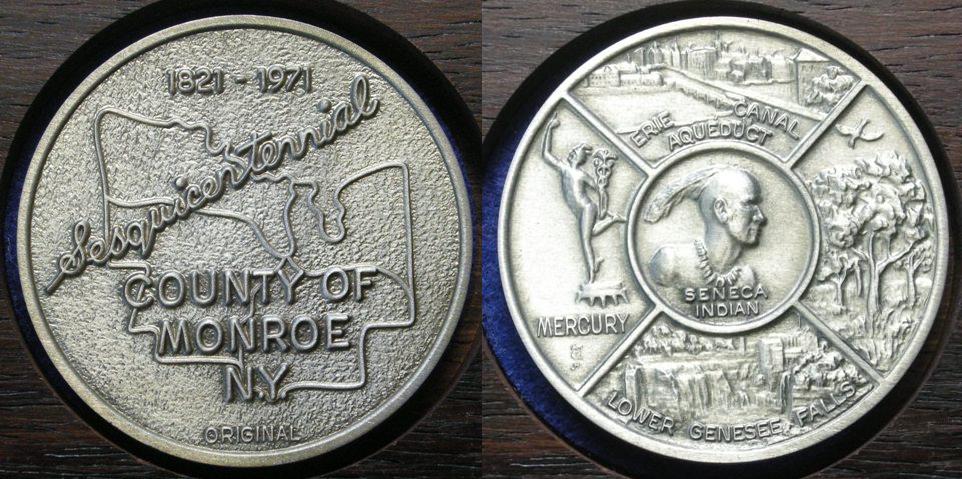 1821 - 1971
Sesquicentennial
COUNTY OF
MONROE
N.Y.
ORIGINAL
ERIE CANAL
AQUEDUCT
SENECA
INDIAN
MERCURY
LOWER GENESEE FALLS